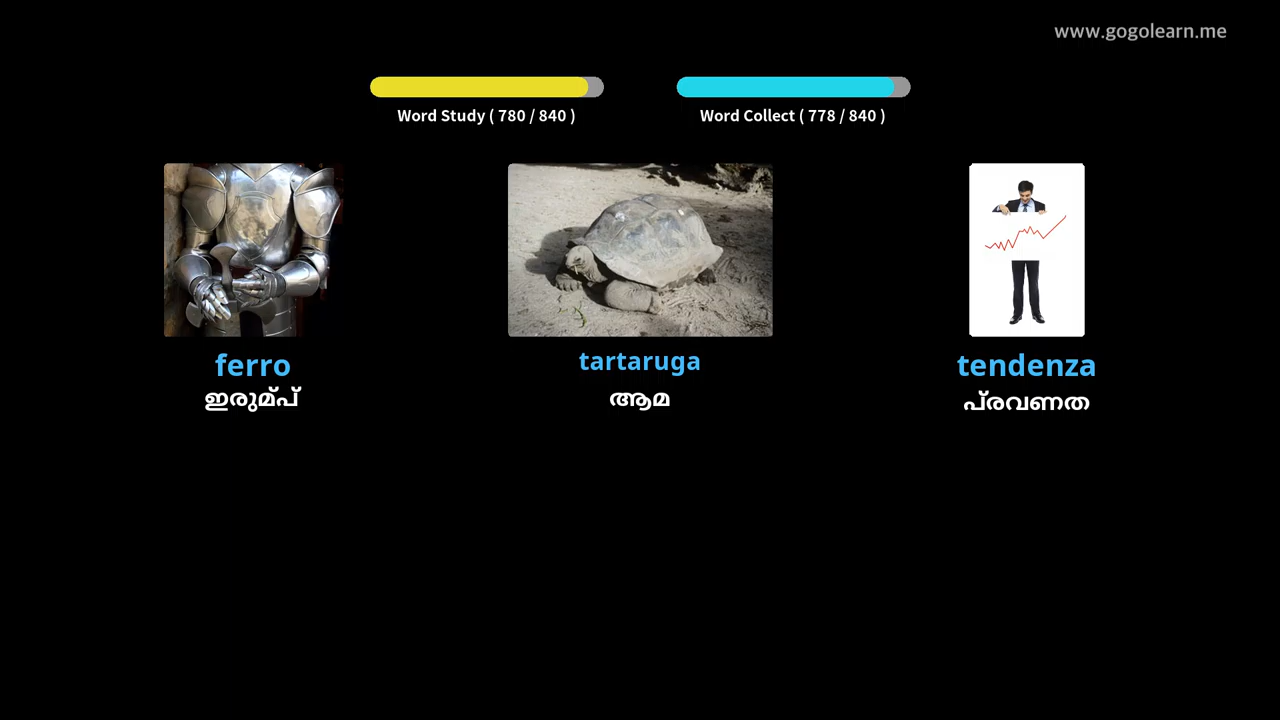 www.gogolearn.me
Word Study ( 780 / 840 )
Word Collect ( 778 / 840 )
ferro
ഇരുമ്പ്
tartaruga
ആമ
tendenza
പ്രവണത